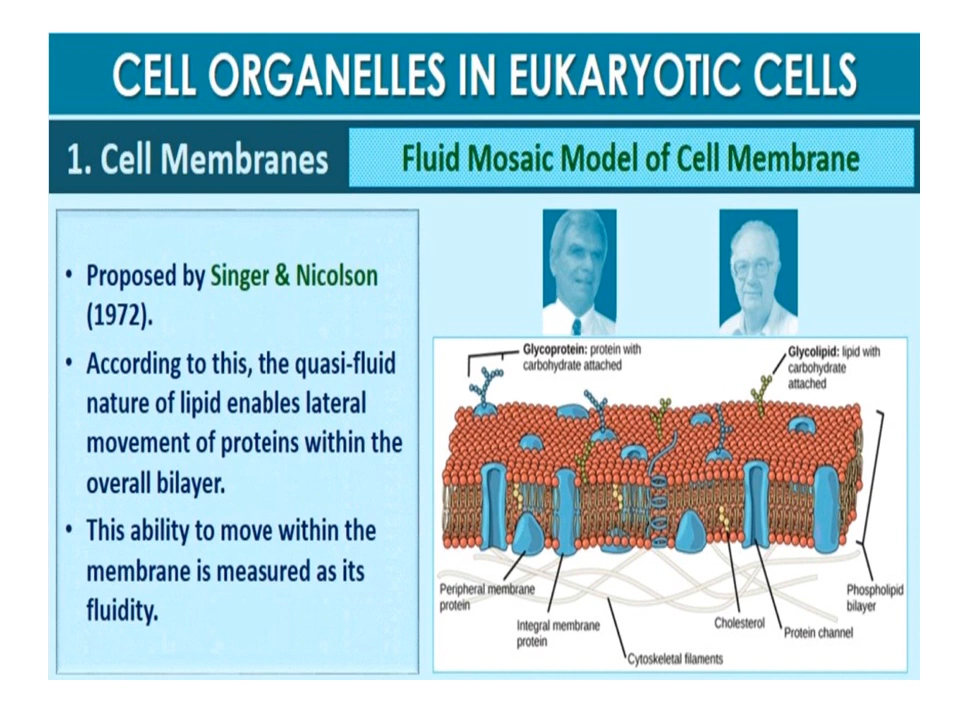 CELL ORGANELLES IN EUKARYOTIC CELLS
1. Cell Membranes
Fluid Mosaic Model of Cell Membrane
• Proposed by Singer & Nicolson
(1972).
• According to this, the quasi-fluid
nature of lipid enables lateral
movement of proteins within the
overall bilayer.
• This ability to move within the
membrane is measured as its
fluidity.
Glycoprotein: protein with
carbohydrate attached
Glycolipid: lipid with
carbohydrate
attached
Peripheral membrane
protein
Integral membrane
protein
Cytoskeletal filaments
Cholesterol
Protein channel
Phospholipid
bilayer